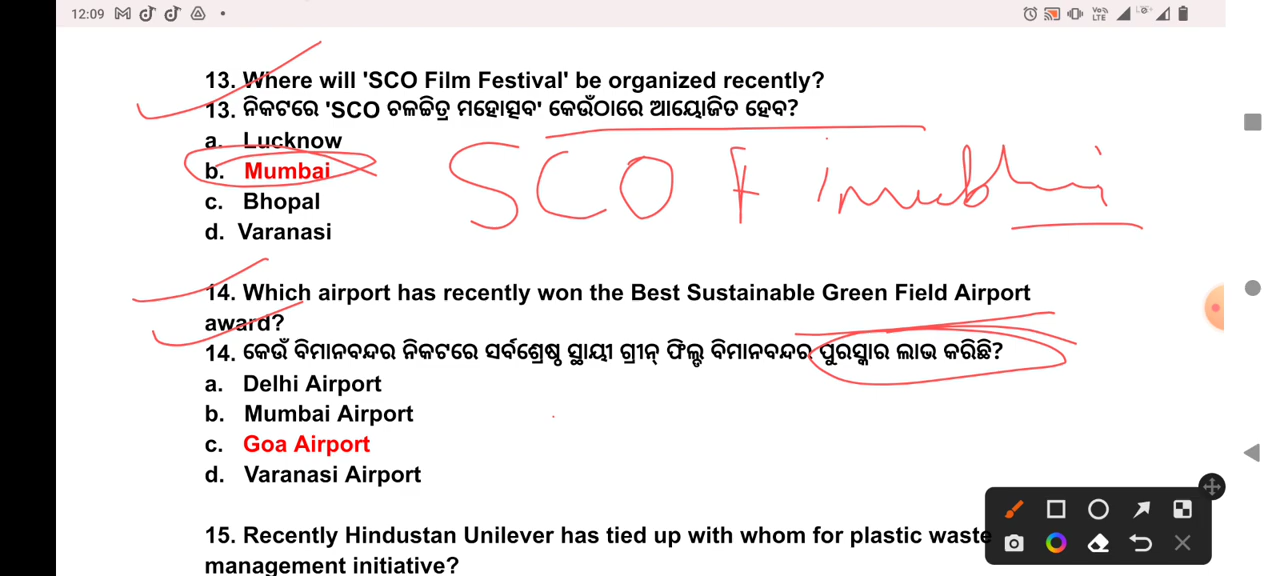 12:09
Vo)) LTE
13. Where will 'SCO Film Festival' be organized recently?
13. ନିକଟରେ 'SCO ଚଳଚ୍ଚିତ୍ର ମହୋତ୍ସବ' କେଉଁଠାରେ ଆୟୋଜିତ ହେବ?
a. Lucknow
b. Mumbai
c. Bhopal
d. Varanasi
SCO F
14. Which airport has recently won the Best Sustainable Green Field Airport
award?
14. କେଉଁ ବିମାନବନ୍ଦର ନିକଟରେ ସର୍ବଶ୍ରେଷ୍ଠ ସ୍ଥାୟୀ ଗ୍ରୀନ୍ ଫିଲ୍ଡ ବିମାନବନ୍ଦର ପୁରସ୍କାର ଲାଭ କରିଛି?
a. Delhi Airport
b. Mumbai Airport
c. Goa Airport
d. Varanasi Airport
15. Recently Hindustan Unilever has tied up with whom for plastic waste
management initiative?